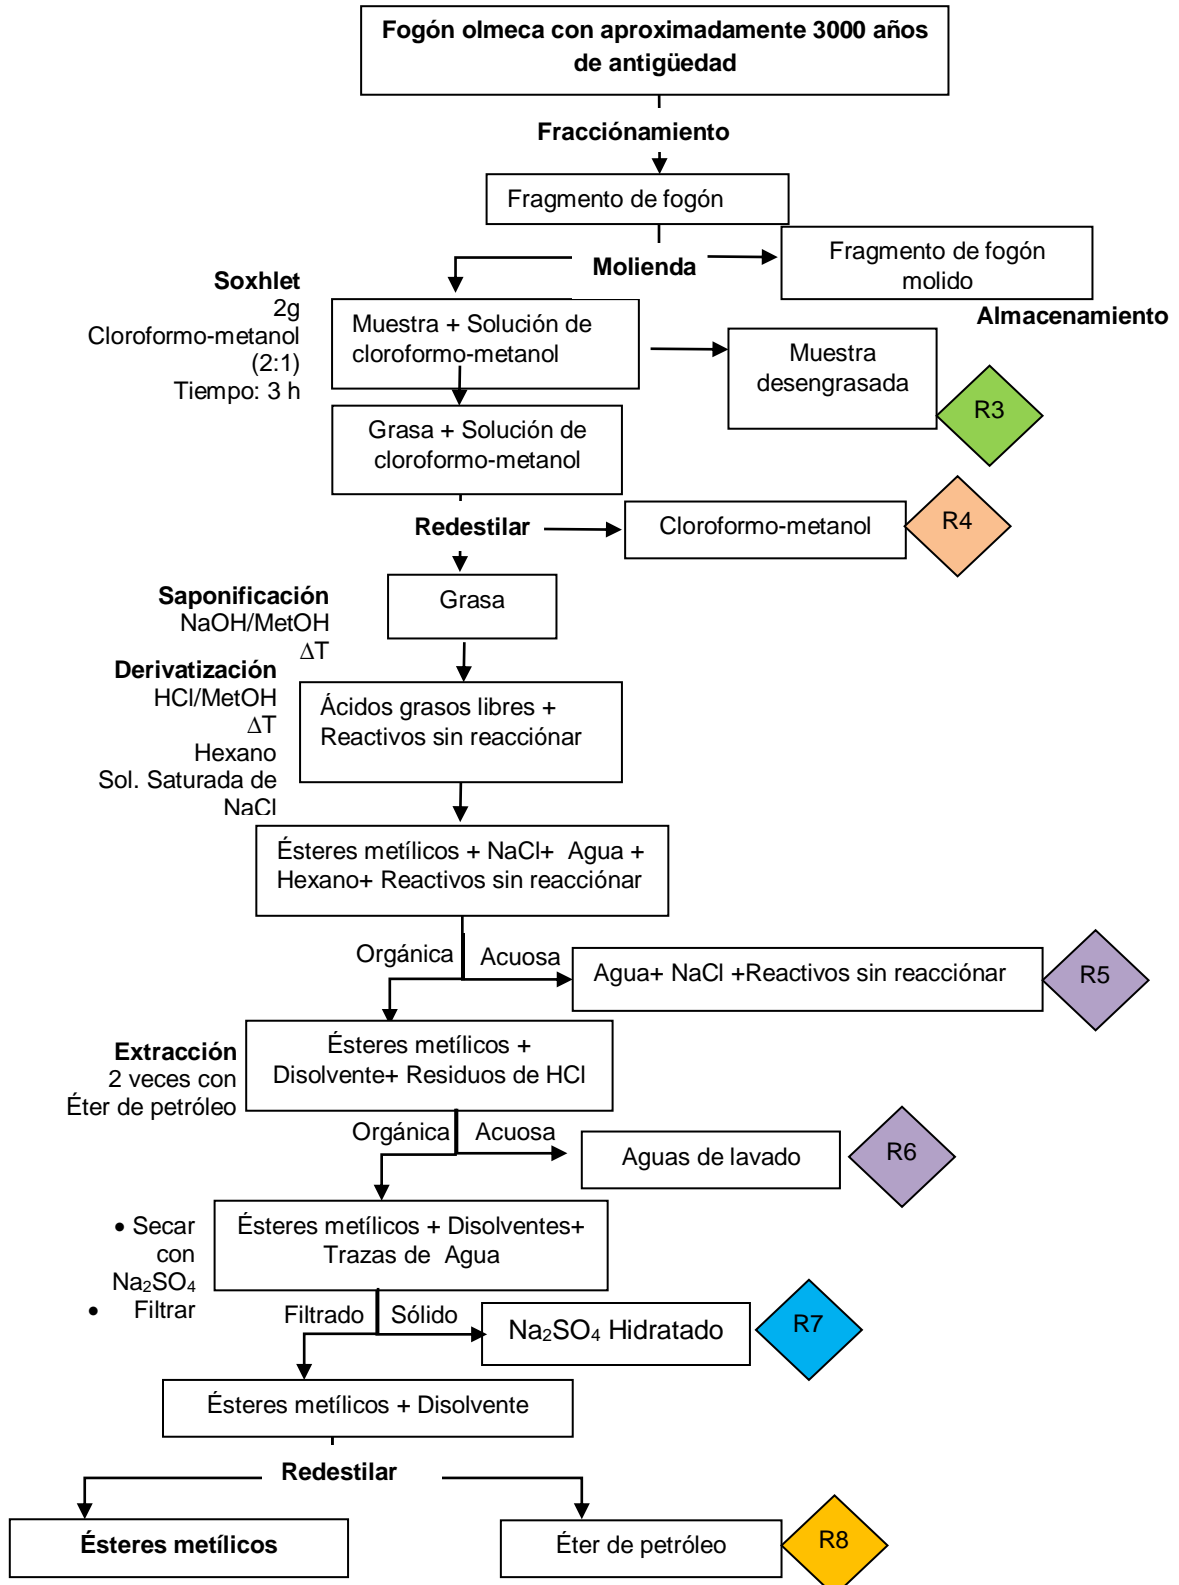 Fogón olmeca con aproximadamente 3000 años
de antigüedad
Fracciónamiento
Fragmento de fogón
Molienda
Fragmento de fogón
molido
Almacenamiento
Soxhlet
2g
Cloroformo-metanol
(2:1)
Tiempo: 3 h
Muestra + Solución de
cloroformo-metanol
Muestra
desengrasada
R3
Grasa + Solución de
cloroformo-metanol
Redestilar
Cloroformo-metanol
R4
Saponificación
NaOH/MetOH
∆T
Grasa
Derivatización
HCl/MetOH
∆T
Hexano
Sol. Saturada de
NaCl
Ácidos grasos libres +
Reactivos sin reacciónar
Ésteres metílicos + NaCl+ Agua +
Hexano+ Reactivos sin reacciónar
Orgánica
Acuosa
Agua+ NaCl +Reactivos sin reacciónar
R5
Extracción
2 veces con
Éter de petróleo
Ésteres metílicos +
Disolvente+ Residuos de HCl
Orgánica
Acuosa
Aguas de lavado
R6
• Secar
con
Na₂SO₄
• Filtrar
Ésteres metílicos + Disolventes+
Trazas de Agua
Filtrado
Sólido
Na₂SO₄ Hidratado
R7
Ésteres metílicos + Disolvente
Redestilar
Ésteres metílicos
Éter de petróleo
R8